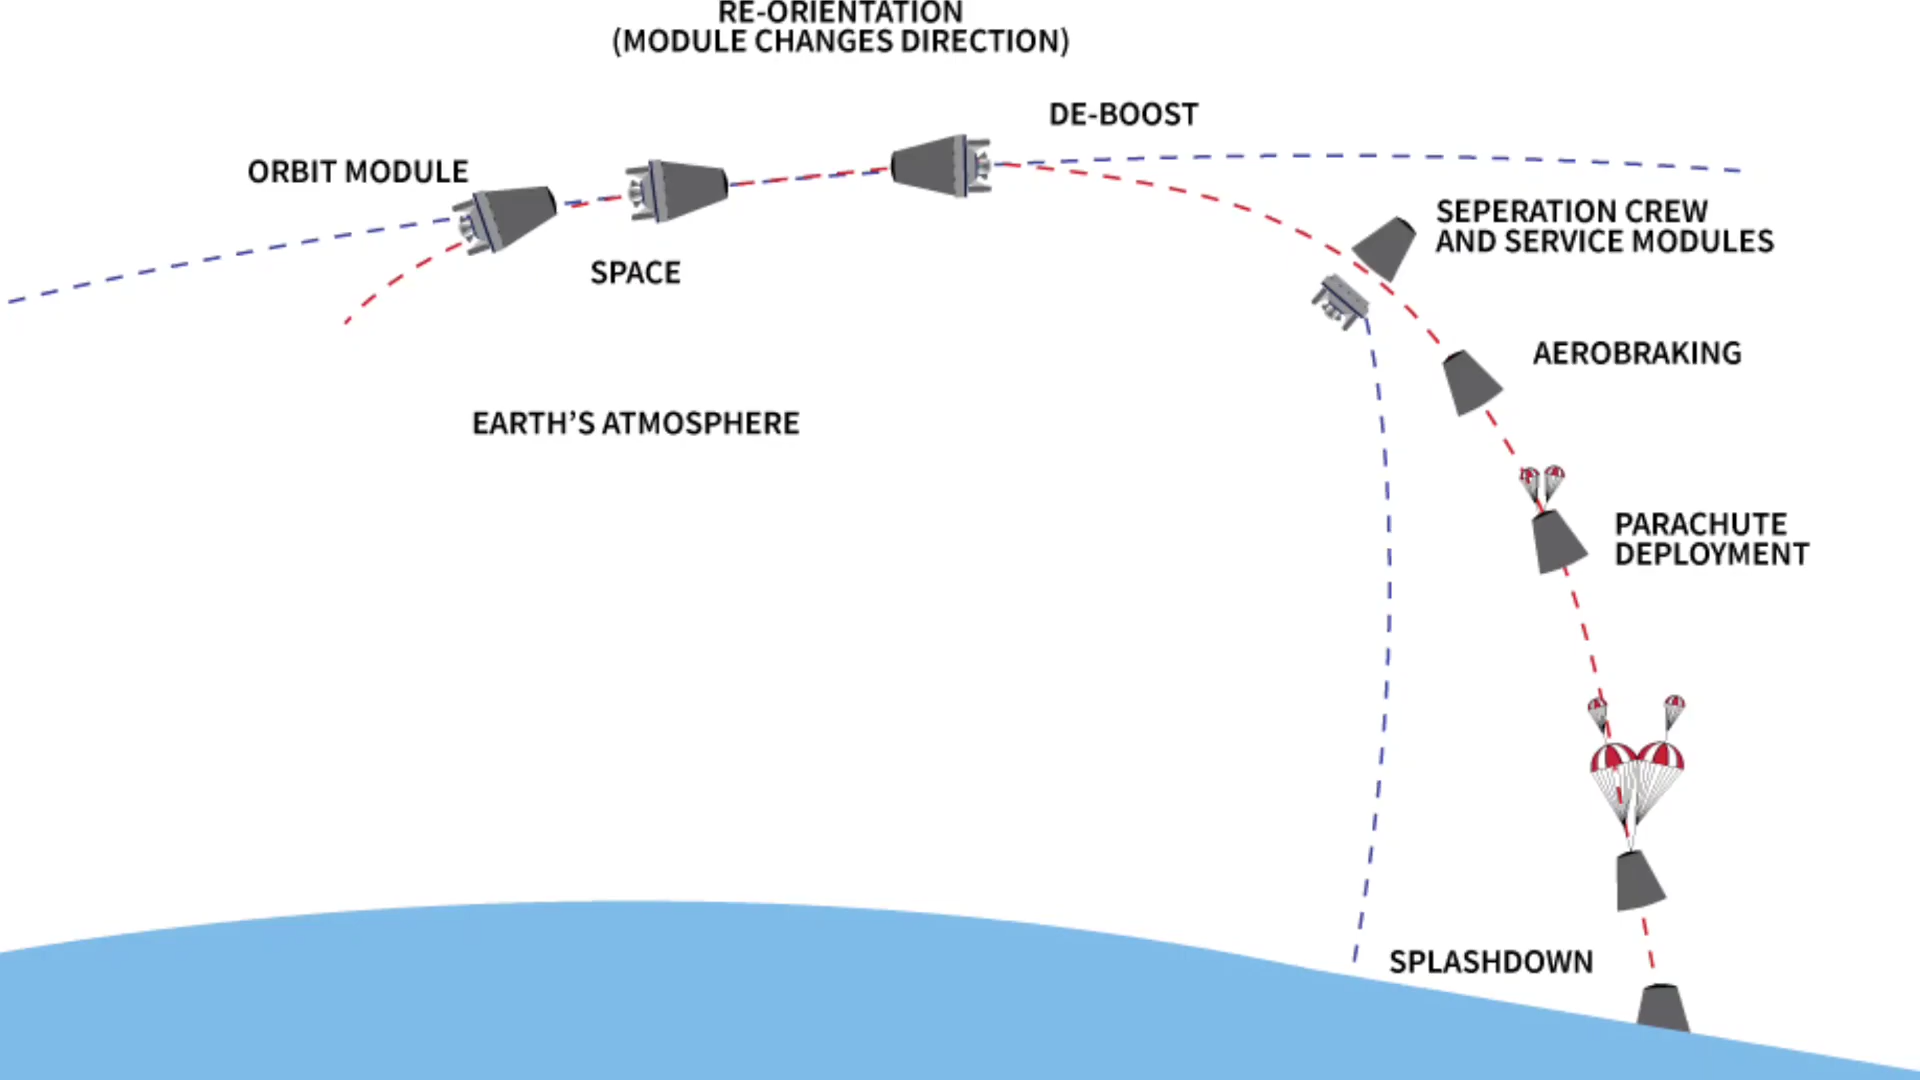 RE-ORIENTATION
(MODULE CHANGES DIRECTION)
DE-BOOST
ORBIT MODULE
SEPERATION CREW
AND SERVICE MODULES
SPACE
AEROBRAKING
EARTH'S ATMOSPHERE
PARACHUTE
DEPLOYMENT
SPLASHDOWN